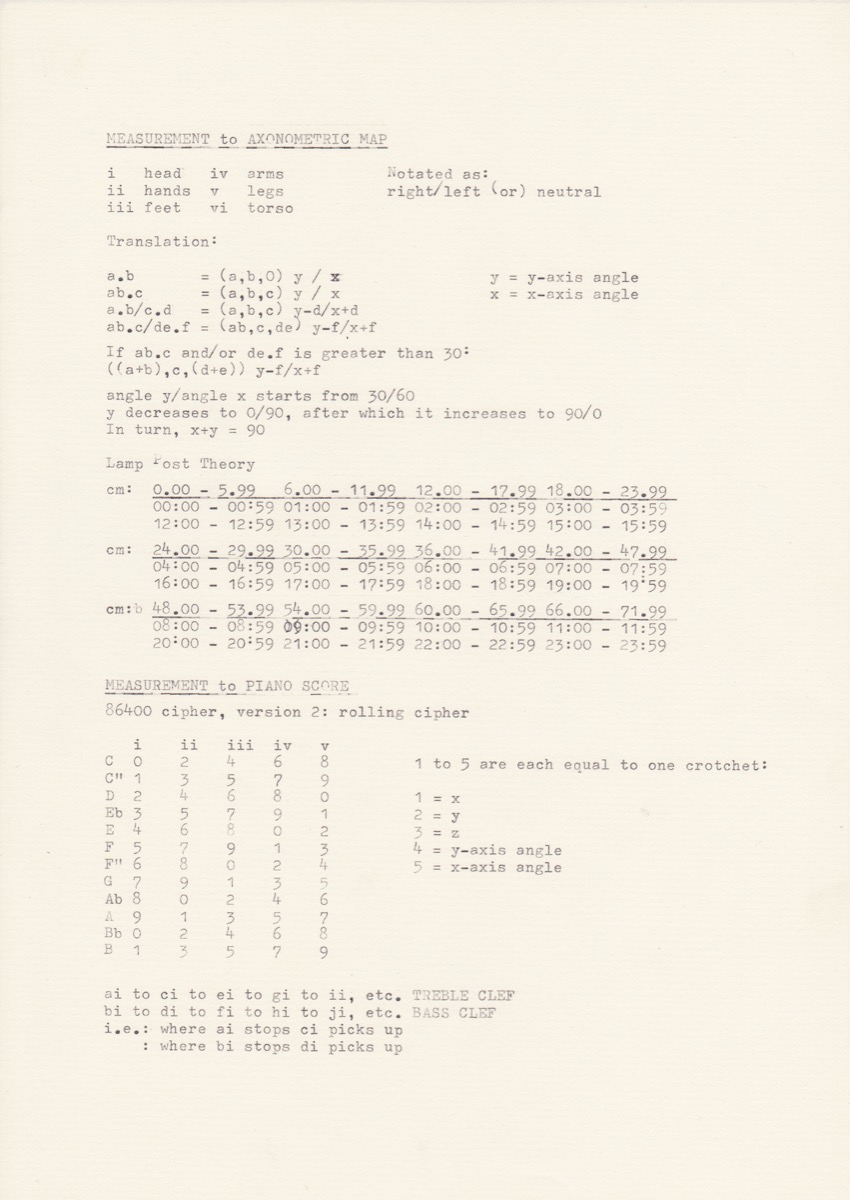 MEASUREMENT to AXONOMETRIC MAP
i head iv arms Notated as:
ii hands v legs right/left (or) neutral
iii feet vi torso
Translation:
a.b = (a,b,0) y / x y = y-axis angle
ab.c = (a,b,c) y / x x = x-axis angle
a.b/c.d = (a,b,c) y-d/x+d
ab.c/de.f = (ab,c,de) y-f/x+f
If ab.c and/or de.f is greater than 30:
((a+b),c,(d+e)) y-f/x+f
angle y/angle x starts from 30/60
y decreases to 0/90, after which it increases to 90/0
In turn, x+y = 90
Lamp Post Theory
cm: 0.00 - 5.99 6.00 - 11.99 12.00 - 17.99 18.00 - 23.99
00:00 - 00:59 01:00 - 01:59 02:00 - 02:59 03:00 - 03:59
12:00 - 12:59 13:00 - 13:59 14:00 - 14:59 15:00 - 15:59
cm: 24.00 - 29.99 30.00 - 35.99 36.00 - 41.99 42.00 - 47.99
04:00 - 04:59 05:00 - 05:59 06:00 - 06:59 07:00 - 07:59
16:00 - 16:59 17:00 - 17:59 18:00 - 18:59 19:00 - 19:59
cm:b 48.00 - 53.99 54.00 - 59.99 60.00 - 65.99 66.00 - 71.99
08:00 - 08:59 09:00 - 09:59 10:00 - 10:59 11:00 - 11:59
20:00 - 20:59 21:00 - 21:59 22:00 - 22:59 23:00 - 23:59
MEASUREMENT to PIANO SCORE
86400 cipher, version 2: rolling cipher
i ii iii iv v
C 0 2 4 6 8 1 to 5 are each equal to one crotchet:
C" 1 3 5 7 9
D 2 4 6 8 0 1 = x
Eb 3 5 7 9 1 2 = y
E 4 6 8 0 2 3 = z
F 5 7 9 1 3 4 = y-axis angle
F" 6 8 0 2 4 5 = x-axis angle
G 7 9 1 3 5
Ab 8 0 2 4 6
A 9 1 3 5 7
Bb 0 2 4 6 8
B 1 3 5 7 9
ai to ci to ei to gi to ii, etc. TREBLE CLEF
bi to di to fi to hi to ji, etc. BASS CLEF
i.e.: where ai stops ci picks up
: where bi stops di picks up